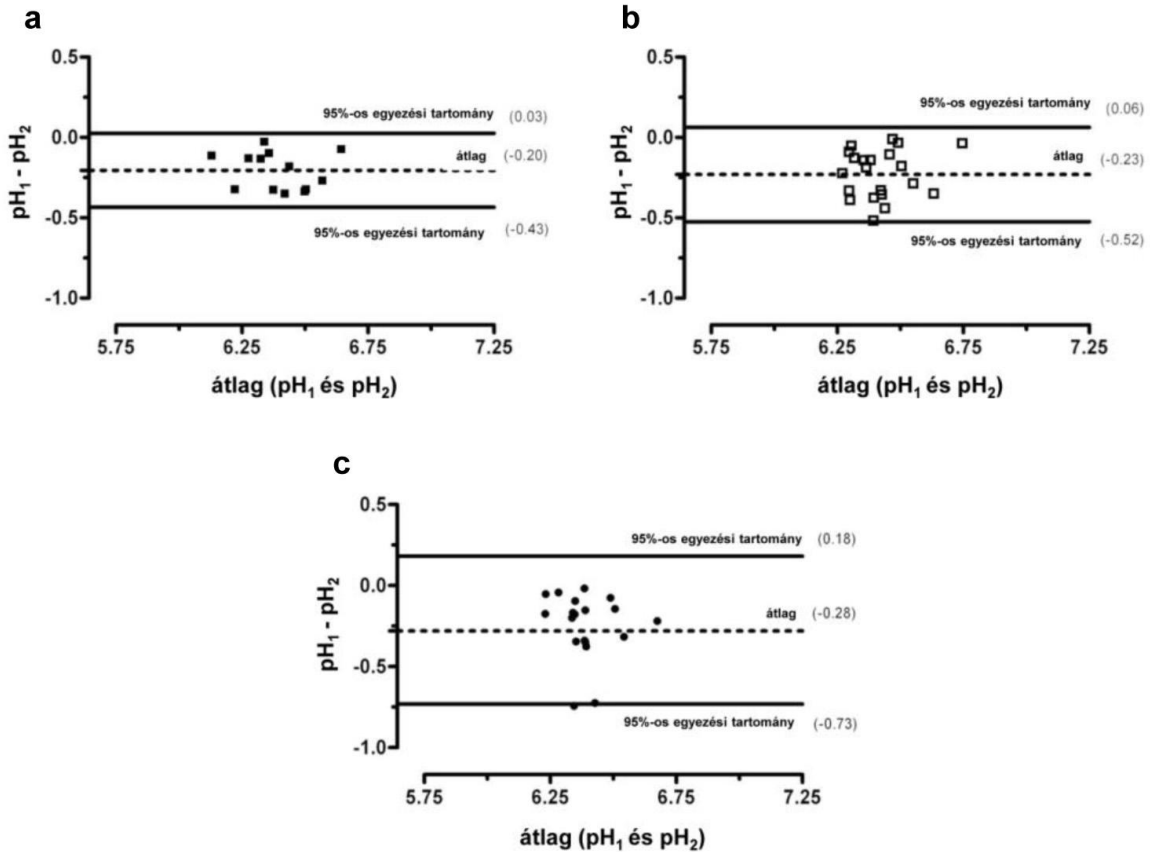 a
0.5
95%-os egyezési tartomány (0.03)
0.0
átlag (-0.20)
pH₁ - pH₂
-0.5
95%-os egyezési tartomány (-0.43)
-1.0
5.75 6.25 6.75 7.25
átlag (pH₁ és pH₂)
b
0.5
95%-os egyezési tartomány (0.06)
0.0
átlag (-0.23)
pH₁ - pH₂
-0.5
95%-os egyezési tartomány (-0.52)
-1.0
5.75 6.25 6.75 7.25
átlag (pH₁ és pH₂)
c
0.5
95%-os egyezési tartomány (0.18)
0.0
átlag (-0.28)
pH₁ - pH₂
-0.5
95%-os egyezési tartomány (-0.73)
-1.0
5.75 6.25 6.75 7.25
átlag (pH₁ és pH₂)